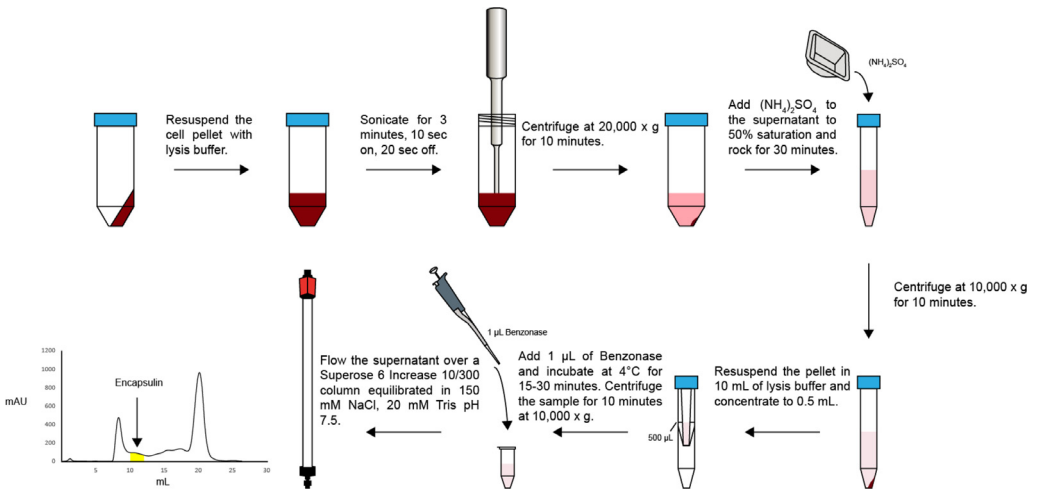 Resuspend the
cell pellet with
lysis buffer.
Sonicate for 3
minutes, 10 sec
on, 20 sec off.
Centrifuge at 20,000 x g
for 10 minutes.
Add (NH4)2SO4 to
the supernatant to
50% saturation and
rock for 30 minutes.
(NH4)2SO4
Centrifuge at 10,000 x g
for 10 minutes.
Resuspend the pellet in
10 mL of lysis buffer and
concentrate to 0.5 mL.
500 µL
Add 1 µL of Benzonase
and incubate at 4°C for
15-30 minutes. Centrifuge
the sample for 10 minutes
at 10,000 x g.
1 µL Benzonase
Flow the supernatant over a
Superose 6 Increase 10/300
column equilibrated in 150
mM NaCl, 20 mM Tris pH
7.5.
1200
1000
800
600
400
200
0
mAU
Encapsulin
5 10 15 20 25 30
mL